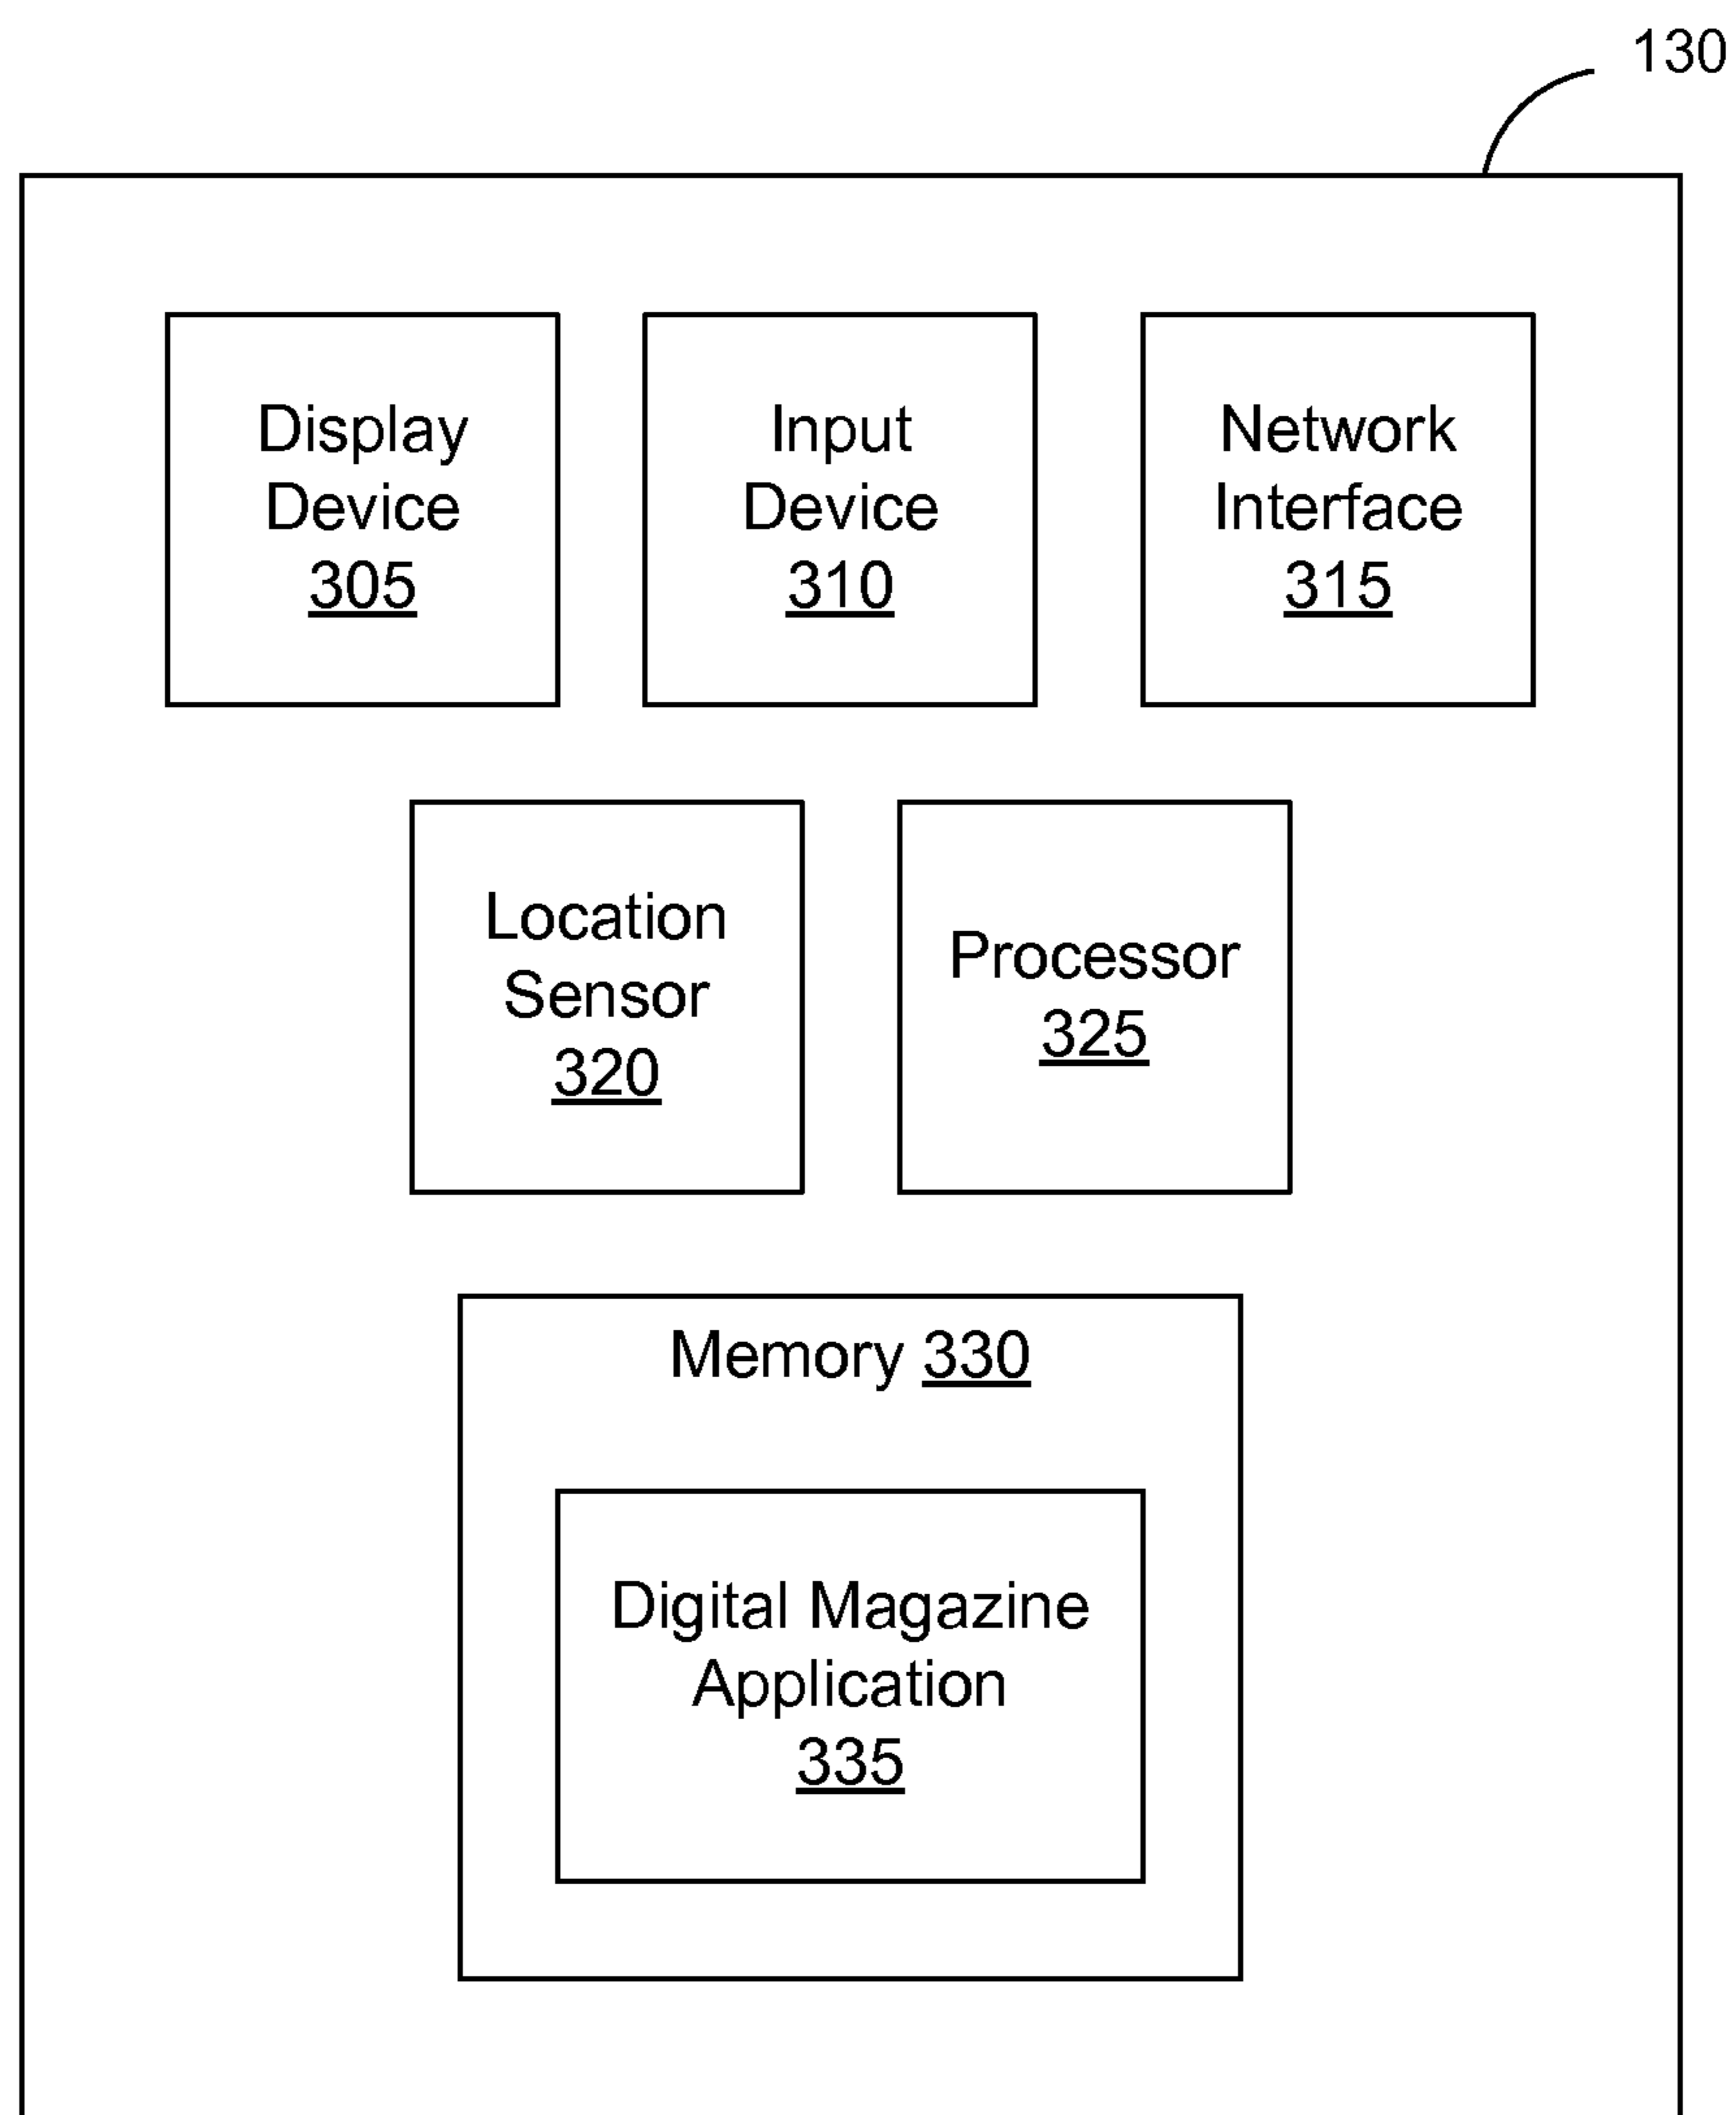 130
Display
Device
305
Input
Device
310
Network
Interface
315
Location
Sensor
320
Processor
325
Memory 330
Digital Magazine
Application
335